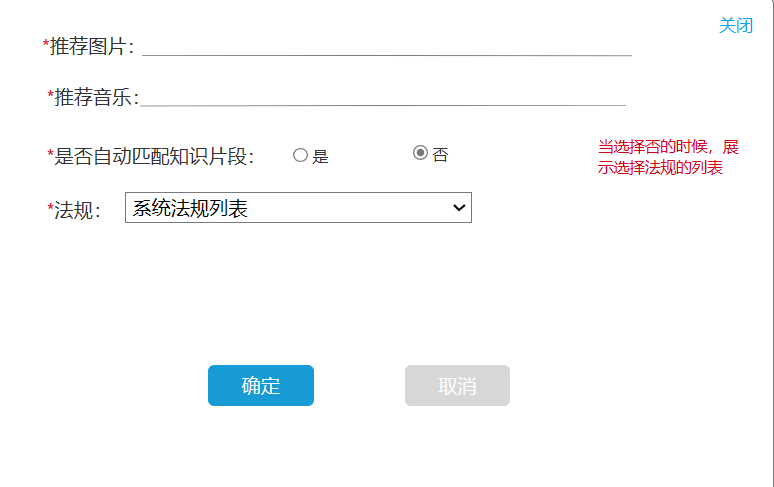 关闭
*推荐图片：
*推荐音乐：
*是否自动匹配知识片段： 是 否
当选择否的时候，展
示选择法规的列表
*法规： 系统法规列表
确定 取消